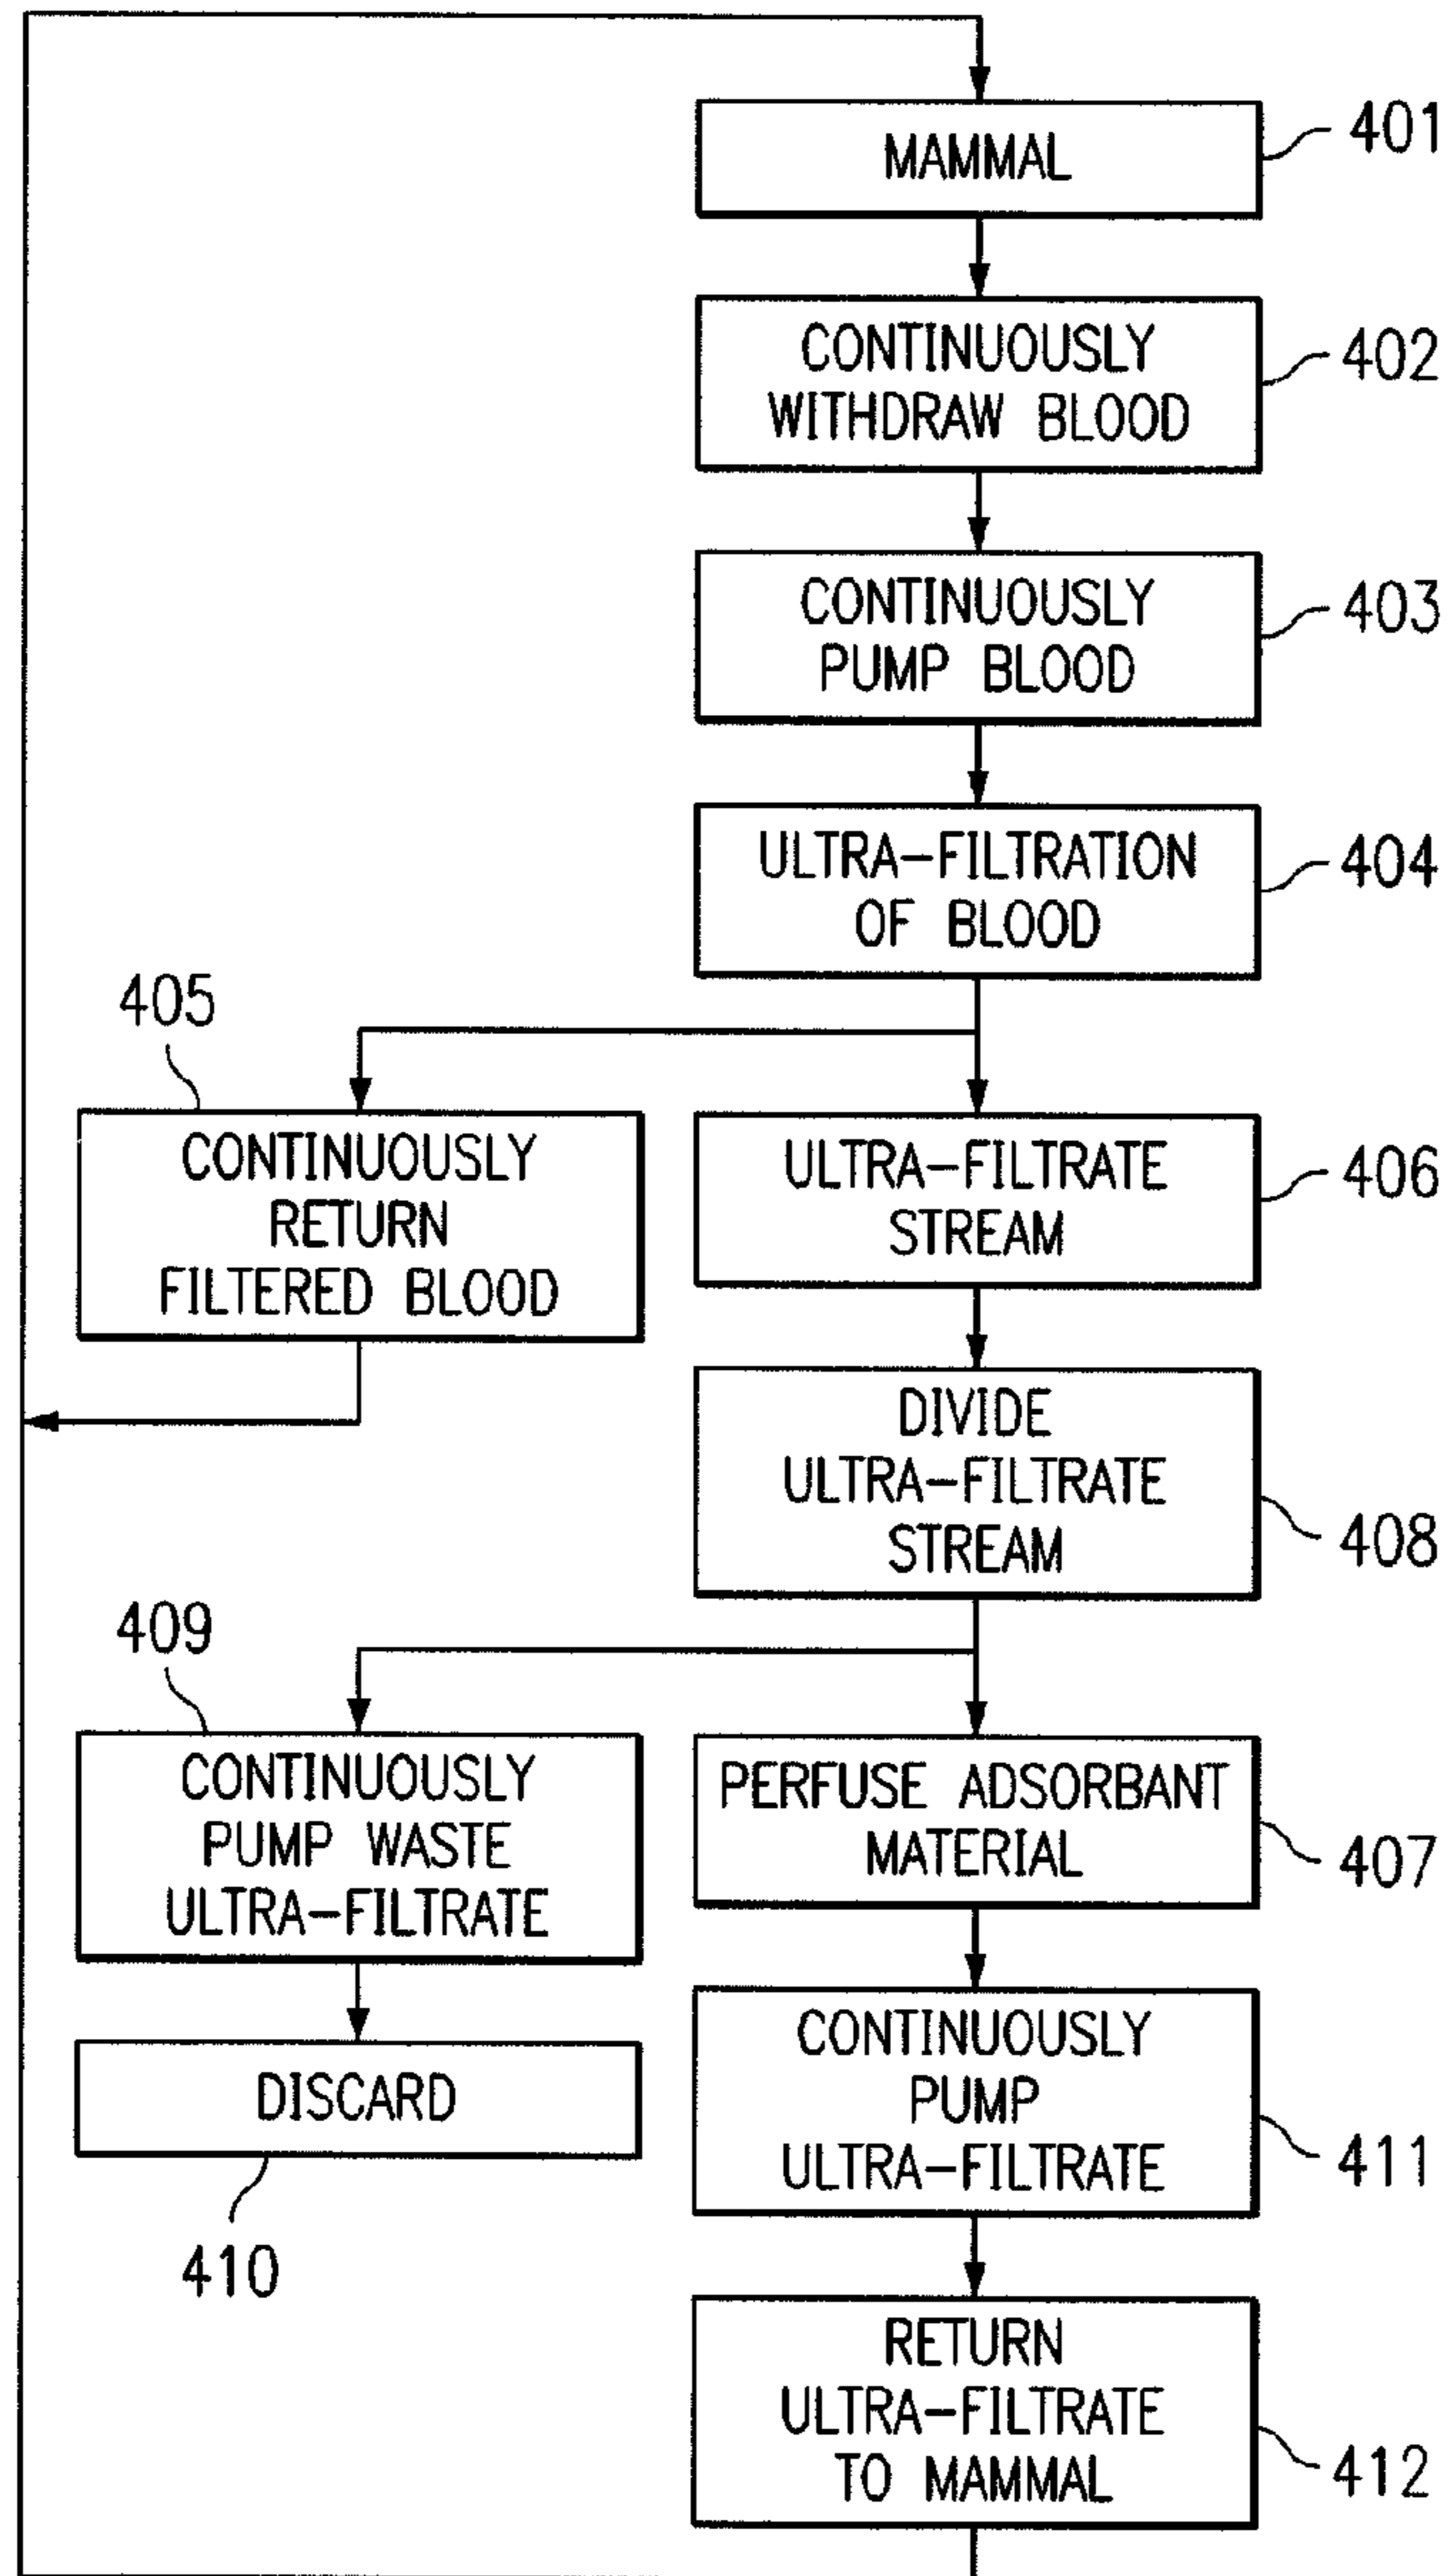 MAMMAL
401
CONTINUOUSLY
WITHDRAW BLOOD
402
CONTINUOUSLY
PUMP BLOOD
403
ULTRA-FILTRATION
OF BLOOD
404
405
CONTINUOUSLY
RETURN
FILTERED BLOOD
ULTRA-FILTRATE
STREAM
406
DIVIDE
ULTRA-FILTRATE
STREAM
408
409
CONTINUOUSLY
PUMP WASTE
ULTRA-FILTRATE
PERFUSE ADSORBANT
MATERIAL
407
DISCARD
410
CONTINUOUSLY
PUMP
ULTRA-FILTRATE
411
RETURN
ULTRA-FILTRATE
TO MAMMAL
412